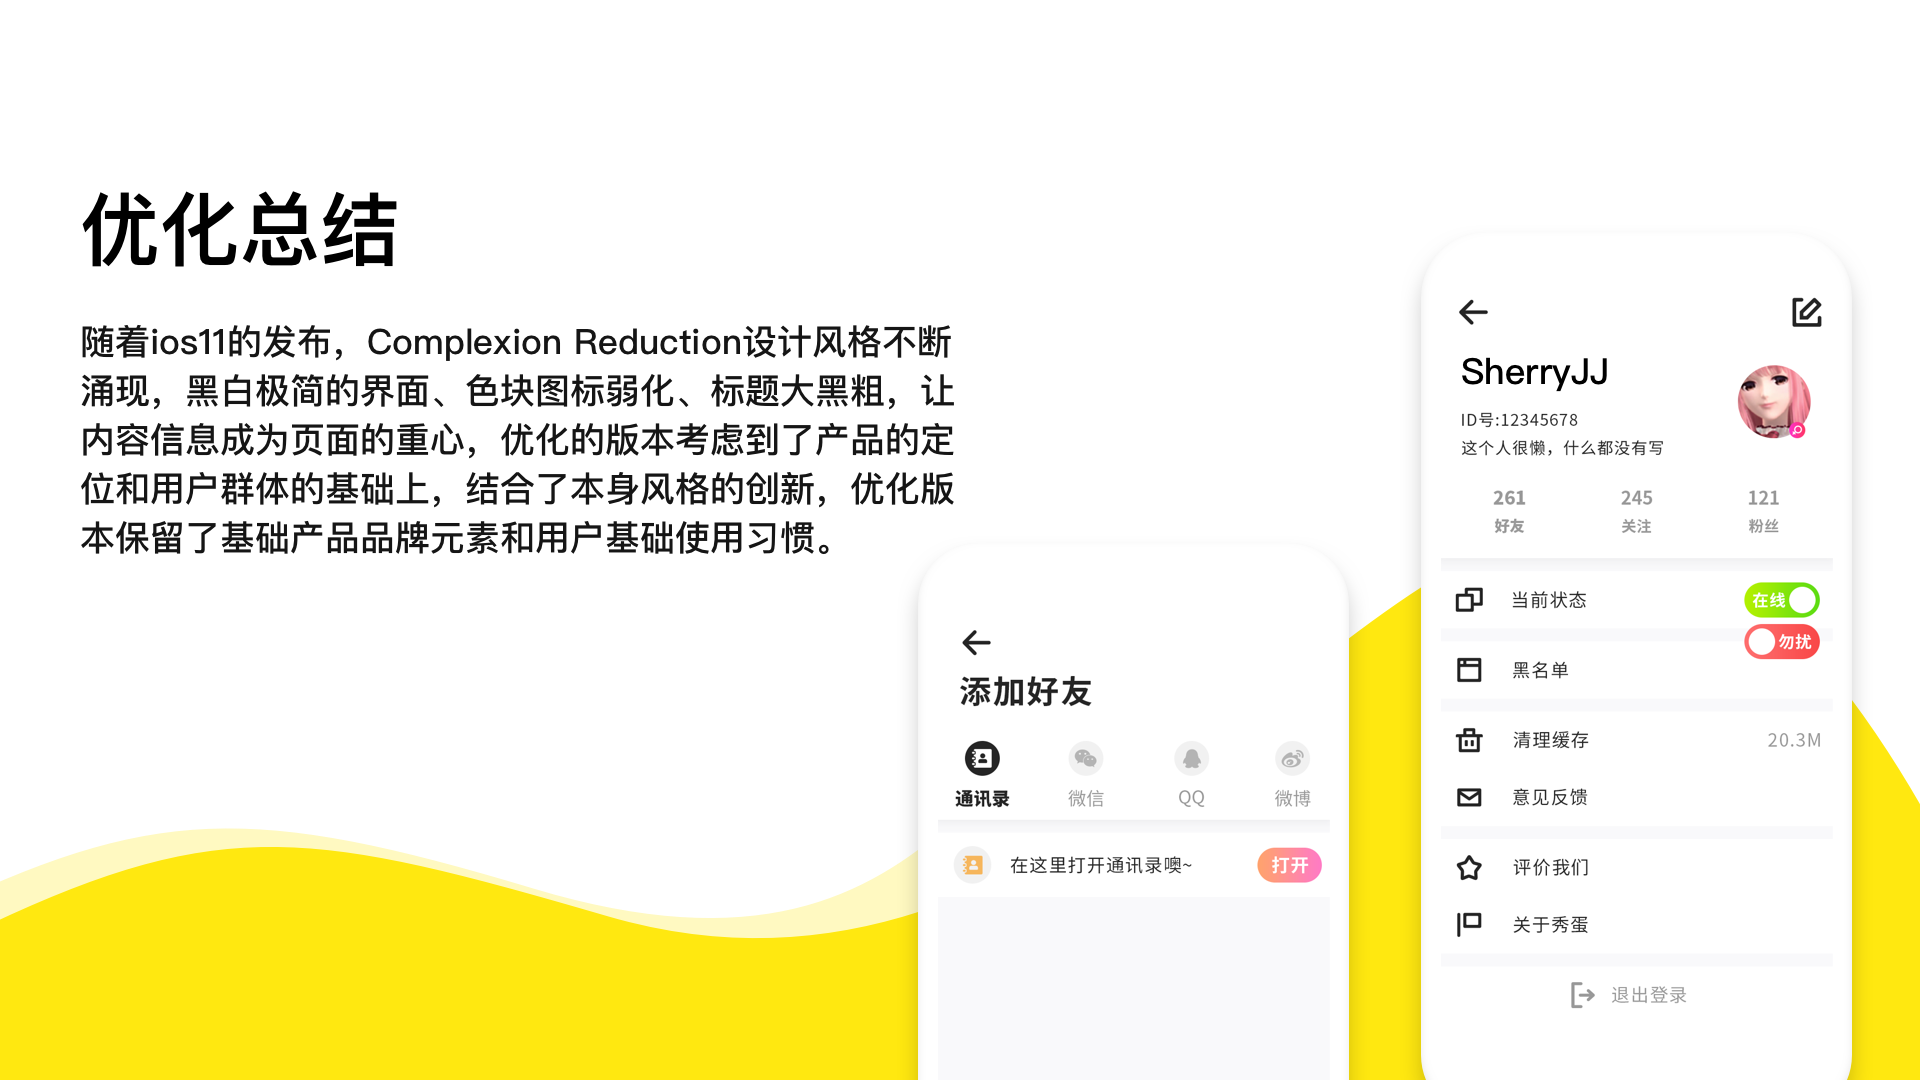 优化总结
随着ios11的发布，Complexion Reduction设计风格不断
涌现，黑白极简的界面、色块图标弱化、标题大黑粗，让
内容信息成为页面的重心，优化的版本考虑到了产品的定
位和用户群体的基础上，结合了本身风格的创新，优化版
本保留了基础产品品牌元素和用户基础使用习惯。
添加好友
通讯录
微信
QQ
微博
在这里打开通讯录噢~
打开
SherryJJ
ID号:12345678
这个人很懒，什么都没有写
261
245
121
好友
关注
粉丝
当前状态
在线
勿扰
黑名单
清理缓存
20.3M
意见反馈
评价我们
关于秀蛋
退出登录